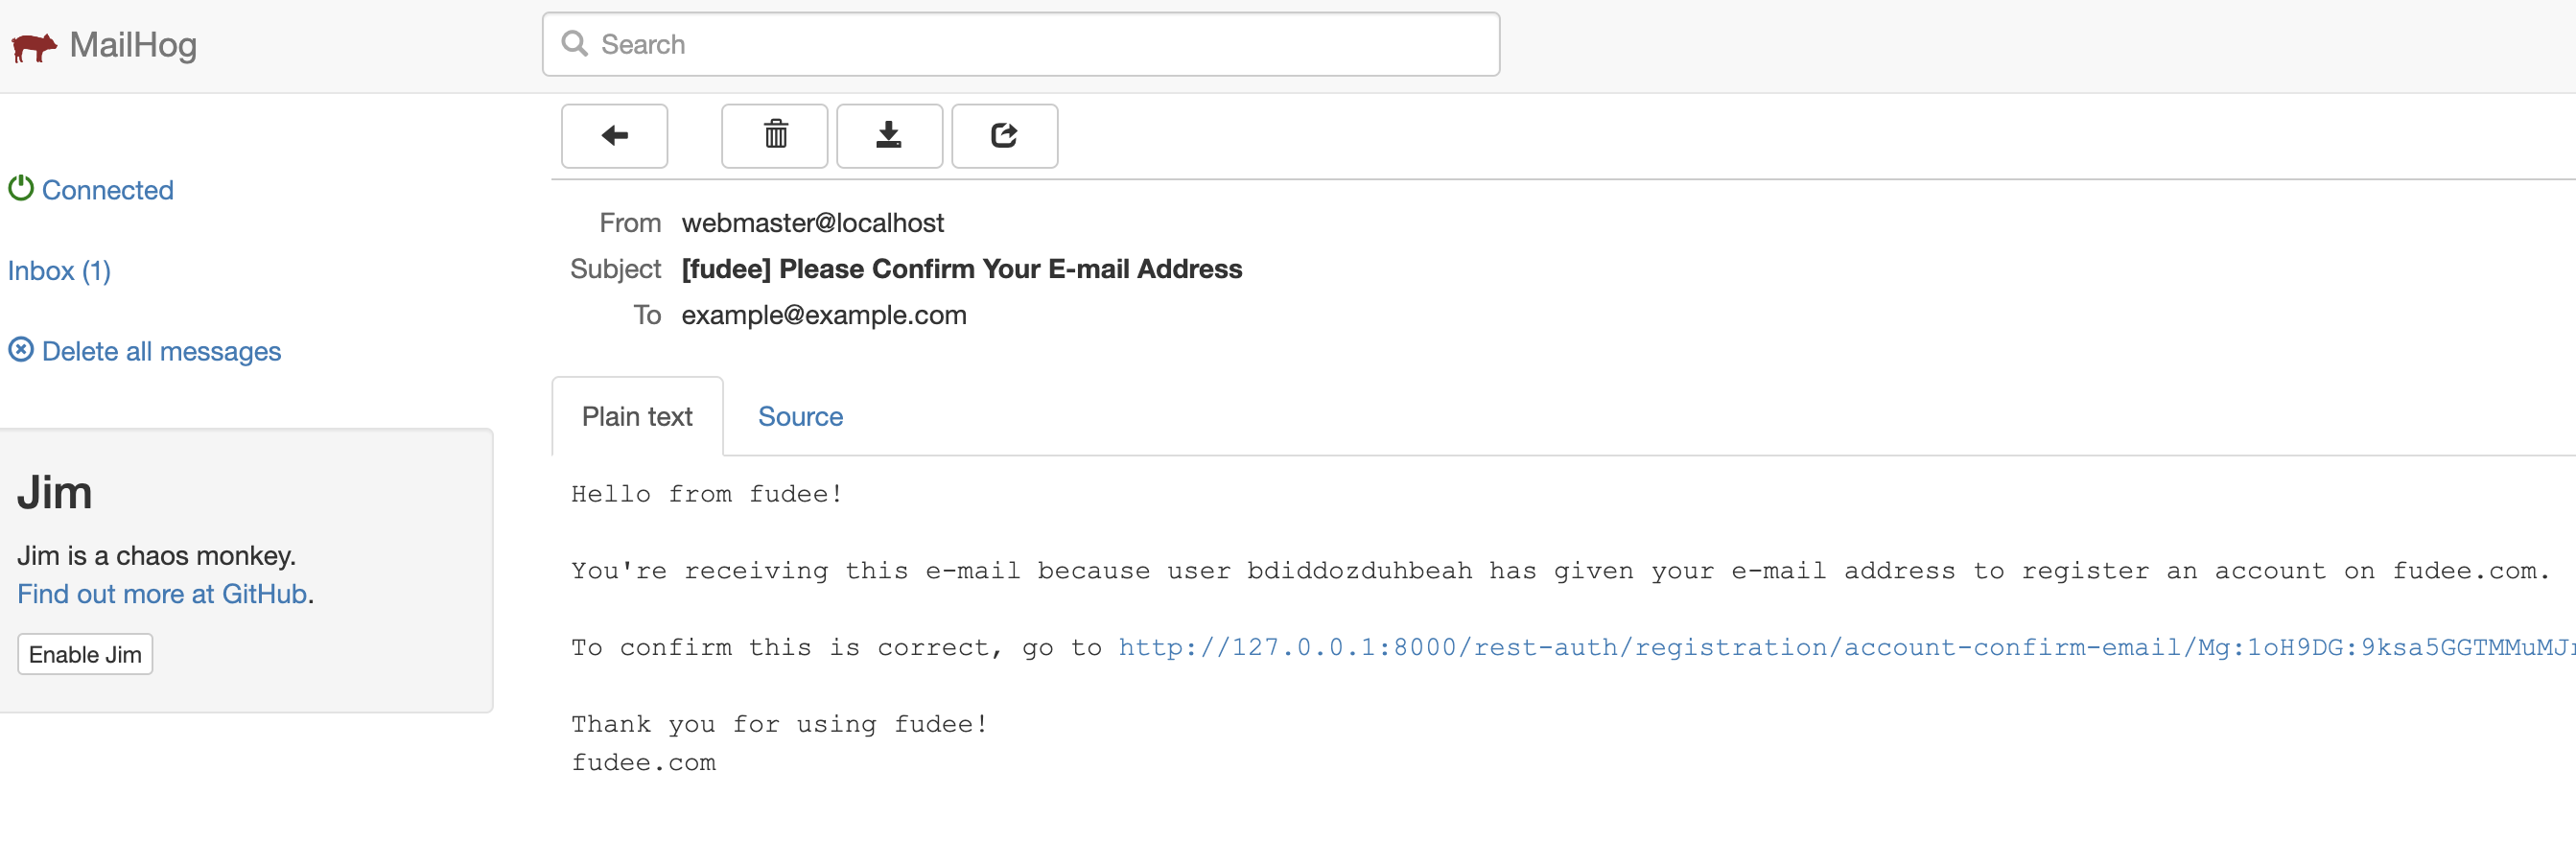 MailHog
Search
Connected
Inbox (1)
Delete all messages
Jim
Jim is a chaos monkey.
Find out more at GitHub.
Enable Jim
From webmaster@localhost
Subject [fudee] Please Confirm Your E-mail Address
To example@example.com
Plain text Source
Hello from fudee!
You're receiving this e-mail because user bdiddozduhbeah has given your e-mail address to register an account on fudee.com.
To confirm this is correct, go to http://127.0.0.1:8000/rest-auth/registration/account-confirm-email/Mg:1oH9DG:9ksa5GGTMMuMJ
Thank you for using fudee!
fudee.com